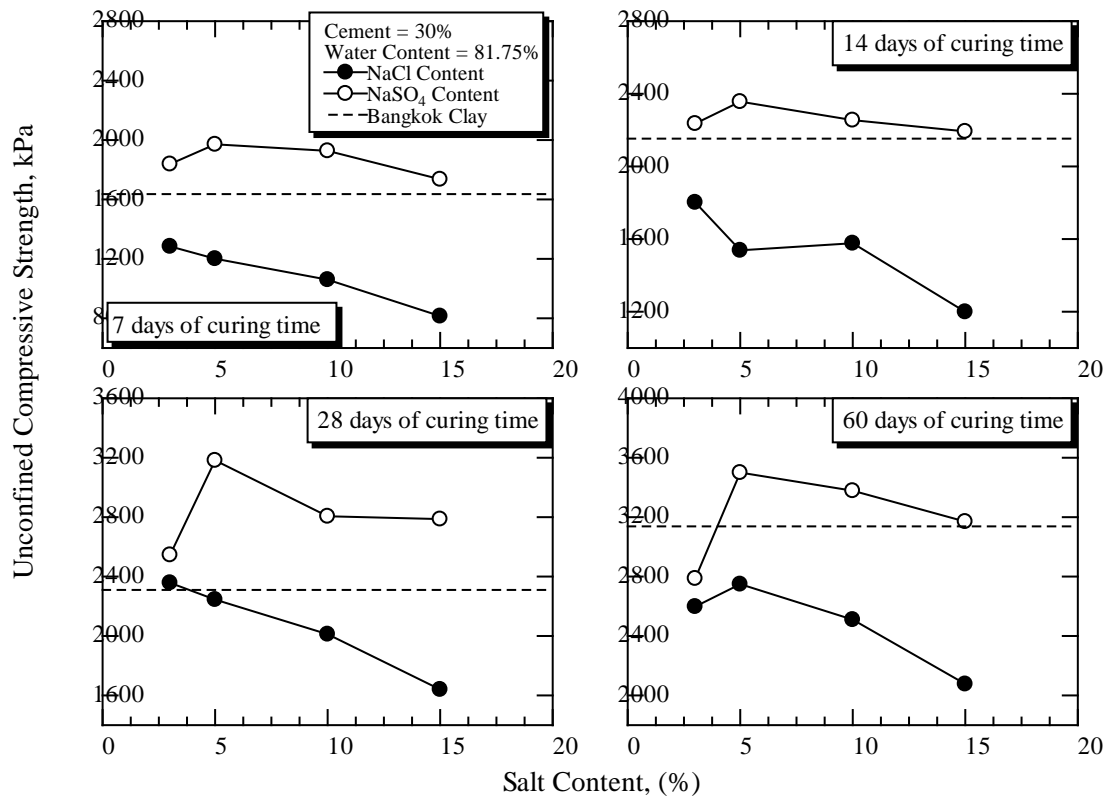 Unconfined Compressive Strength, kPa
2800
2400
2000
1600
1200
8
Cement = 30%
Water Content = 81.75%
NaCl Content
NaSO₄ Content
Bangkok Clay
7 days of curing time
0 5 10 15 20
2800
2400
2000
1600
1200
14 days of curing time
0 5 10 15 20
3600
3200
2800
2400
2000
1600
28 days of curing time
0 5 10 15 20
4000
3600
3200
2800
2400
2000
60 days of curing time
0 5 10 15 20
Salt Content, (%)